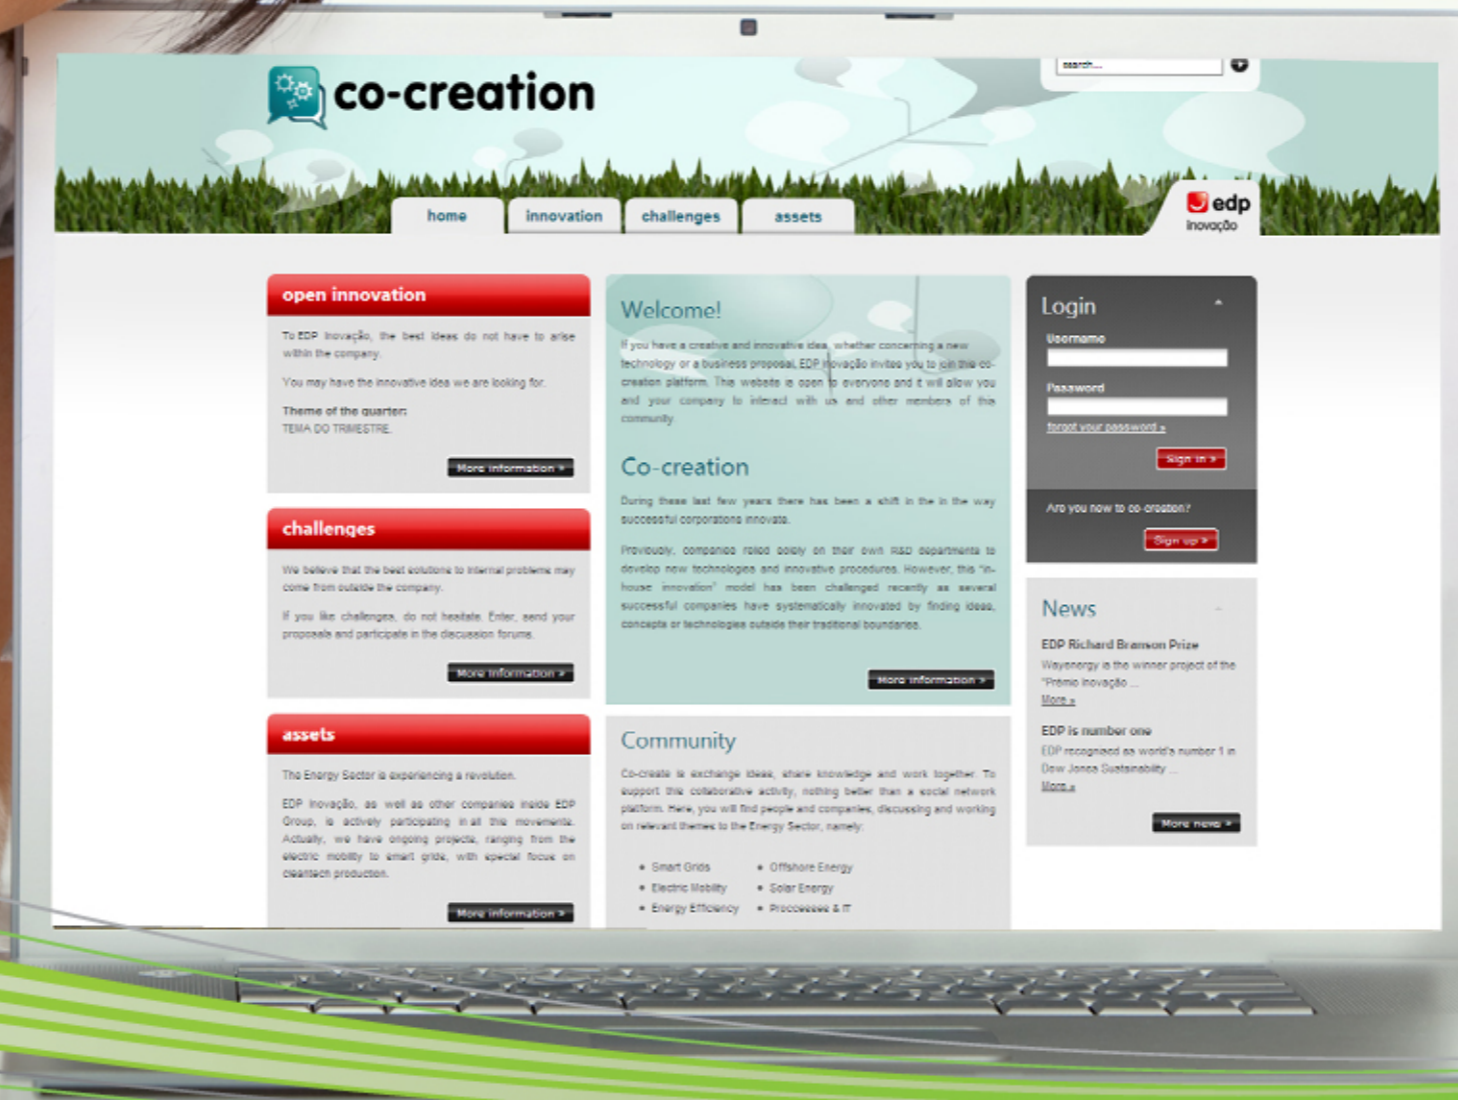 co-creation
search...
home
innovation
challenges
assets
edp
inovação
open innovation
To EDP Inovação, the best ideas do not have to arise
within the company.
You may have the innovative idea we are looking for.
Theme of the quarter:
TEMA DO TRIMESTRE.
More information »
challenges
We believe that the best solutions to internal problems may
come from outside the company.
If you like challenges, do not hesitate. Enter, send your
proposals and participate in the discussion forums.
More information »
assets
The Energy Sector is experiencing a revolution.
EDP Inovação, as well as other companies inside EDP
Group, is actively participating in all this movements.
Actually, we have ongoing projects, ranging from the
electric mobility to smart grids, with special focus on
cleantech production.
More information »
Welcome!
If you have a creative and innovative idea, whether concerning a new
technology or a business proposal, EDP Inovação invites you to join this co-
creation platform. This website is open to everyone and it will allow you
and your company to interact with us and other members of this
community.
Co-creation
During these last few years there has been a shift in the in the way
successful corporations innovate.
Previously, companies relied solely on their own R&D departments to
develop new technologies and innovative procedures. However, this "in-
house innovation" model has been challenged recently as several
successful companies have systematically innovated by finding ideas,
concepts or technologies outside their traditional boundaries.
More information »
Community
Co-create is exchange ideas, share knowledge and work together. To
support this collaborative activity, nothing better than a social network
platform. Here, you will find people and companies, discussing and working
on relevant themes to the Energy Sector, namely:
• Smart Grids
• Electric Mobility
• Energy Efficiency
• Offshore Energy
• Solar Energy
• Proccesses & IT
Login
Username
Password
forgot your password »
Sign in »
Are you new to co-creation?
Sign up »
News
EDP Richard Branson Prize
Wayenergy is the winner project of the
"Prémio Inovação ...
More »
EDP is number one
EDP recognised as world's number 1 in
Dow Jones Sustainability ...
More »
More news »